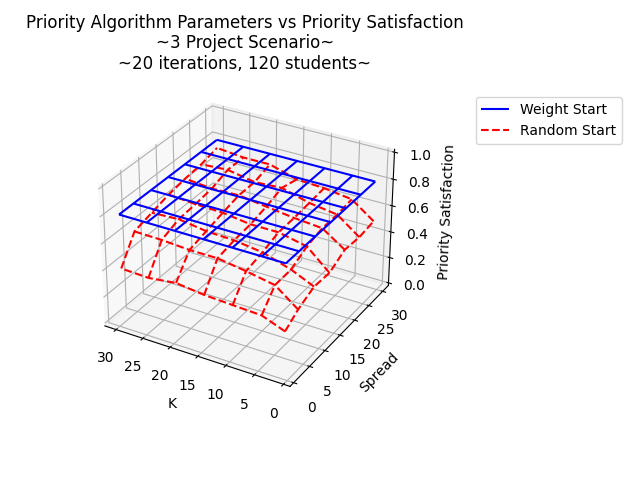 Priority Algorithm Parameters vs Priority Satisfaction
~3 Project Scenario~
~20 iterations, 120 students~
Weight Start
Random Start
1.0
0.8
0.6
0.4
0.2
0.0
Priority Satisfaction
30
25
20
15
10
5
0
Spread
30
25
20
15
10
5
0
K